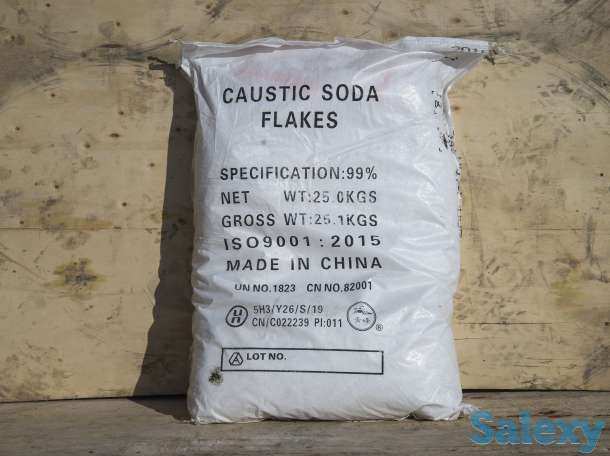 CAUSTIC SODA
FLAKES
SPECIFICATION:99%
NET WT:25.0KGS
GROSS WT:25.1KGS
ISO9001:2015
MADE IN CHINA
UN NO.1823 CN NO.82001
5H3/Y26/S/19
CN/C022239 PI:011
®
LOT NO.
Salexy